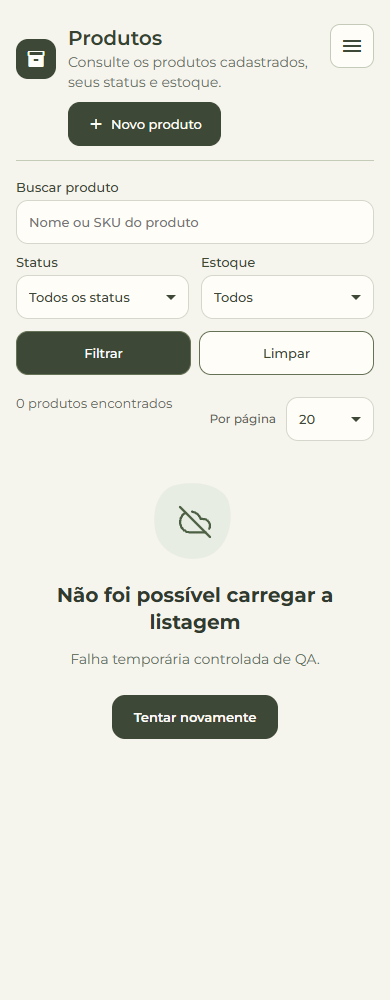 Produtos
Consulte os produtos cadastrados,
seus status e estoque.
+ Novo produto
Buscar produto
Nome ou SKU do produto
Status
Estoque
Todos os status
Todos
Filtrar
Limpar
0 produtos encontrados
Por página
20
Não foi possível carregar a
listagem
Falha temporária controlada de QA.
Tentar novamente